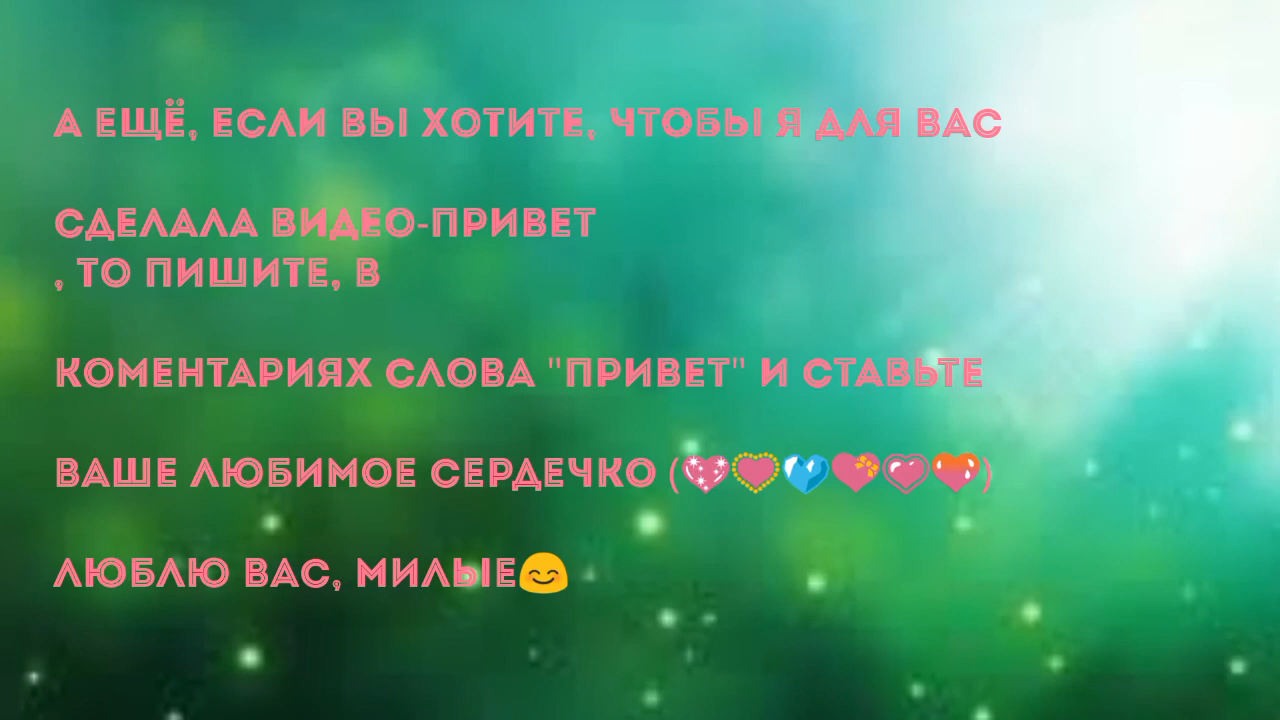 А ЕЩЁ, ЕСЛИ ВЫ ХОТИТЕ, ЧТОБЫ Я ДЛЯ ВАС
СДЕЛАЛА ВИДЕО-ПРИВЕТ
, ТО ПИШИТЕ, В
КОМЕНТАРИЯХ СЛОВА "ПРИВЕТ" И СТАВЬТЕ
ВАШЕ ЛЮБИМОЕ СЕРДЕЧКО (💖💟💙💝💗❤)
ЛЮБЛЮ ВАС, МИЛЫЕ😊